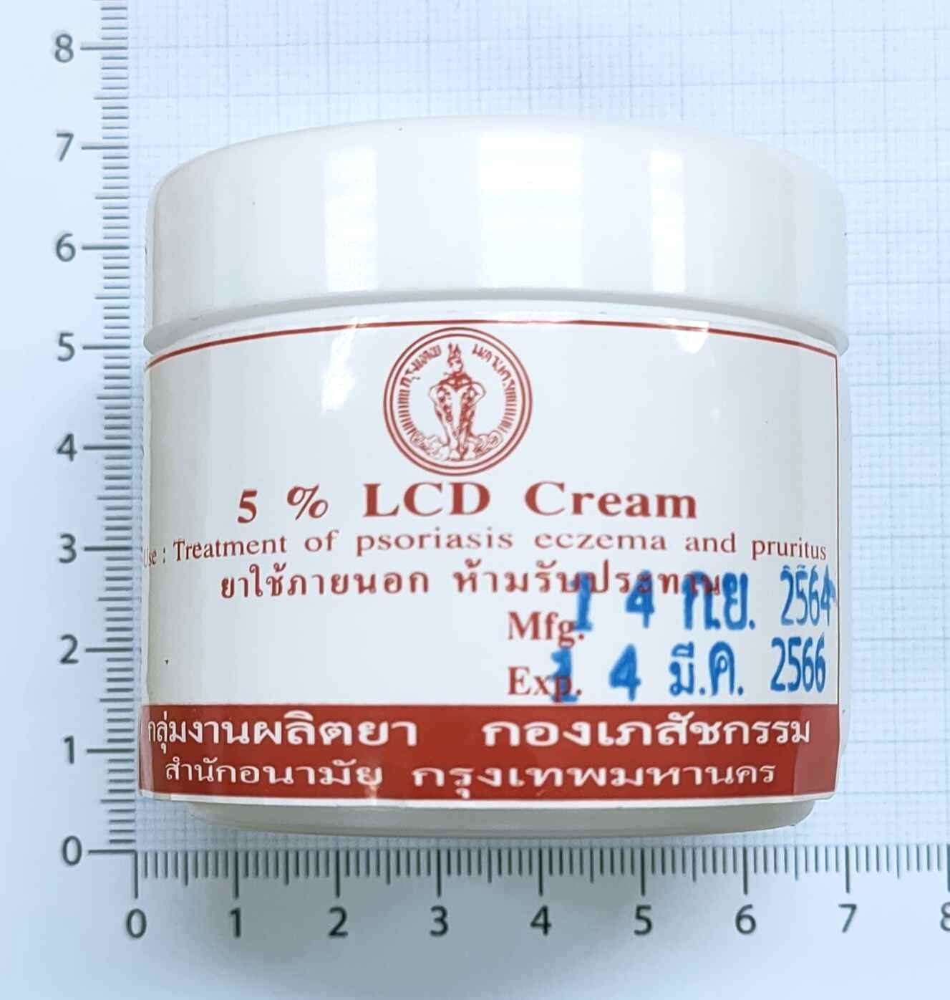 8
7
6
5
4
3
2
1
0
กรุงเทพมหานคร
5 % LCD Cream
Use : Treatment of psoriasis eczema and pruritus
ยาใช้ภายนอก ห้ามรับประทาน
Mfg. 14 ก.ย. 2564
Exp. 14 มี.ค. 2566
กลุ่มงานผลิตยา กองเภสัชกรรม
สำนักอนามัย กรุงเทพมหานคร
0 1 2 3 4 5 6 7 8